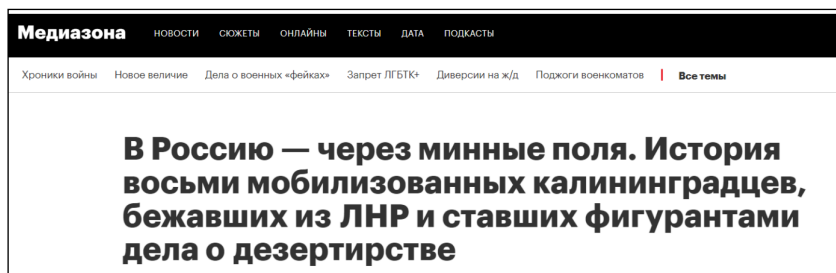 Медиазона НОВОСТИ СЮЖЕТЫ ОНЛАЙНЫ ТЕКСТЫ ДАТА ПОДКАСТЫ
Хроники войны Новое величие Дела о военных «фейках» Запрет ЛГБТК+ Диверсии на ж/д Поджоги военкоматов Все темы
В Россию — через минные поля. История
восьми мобилизованных калининградцев,
бежавших из ЛНР и ставших фигурантами
дела о дезертирстве